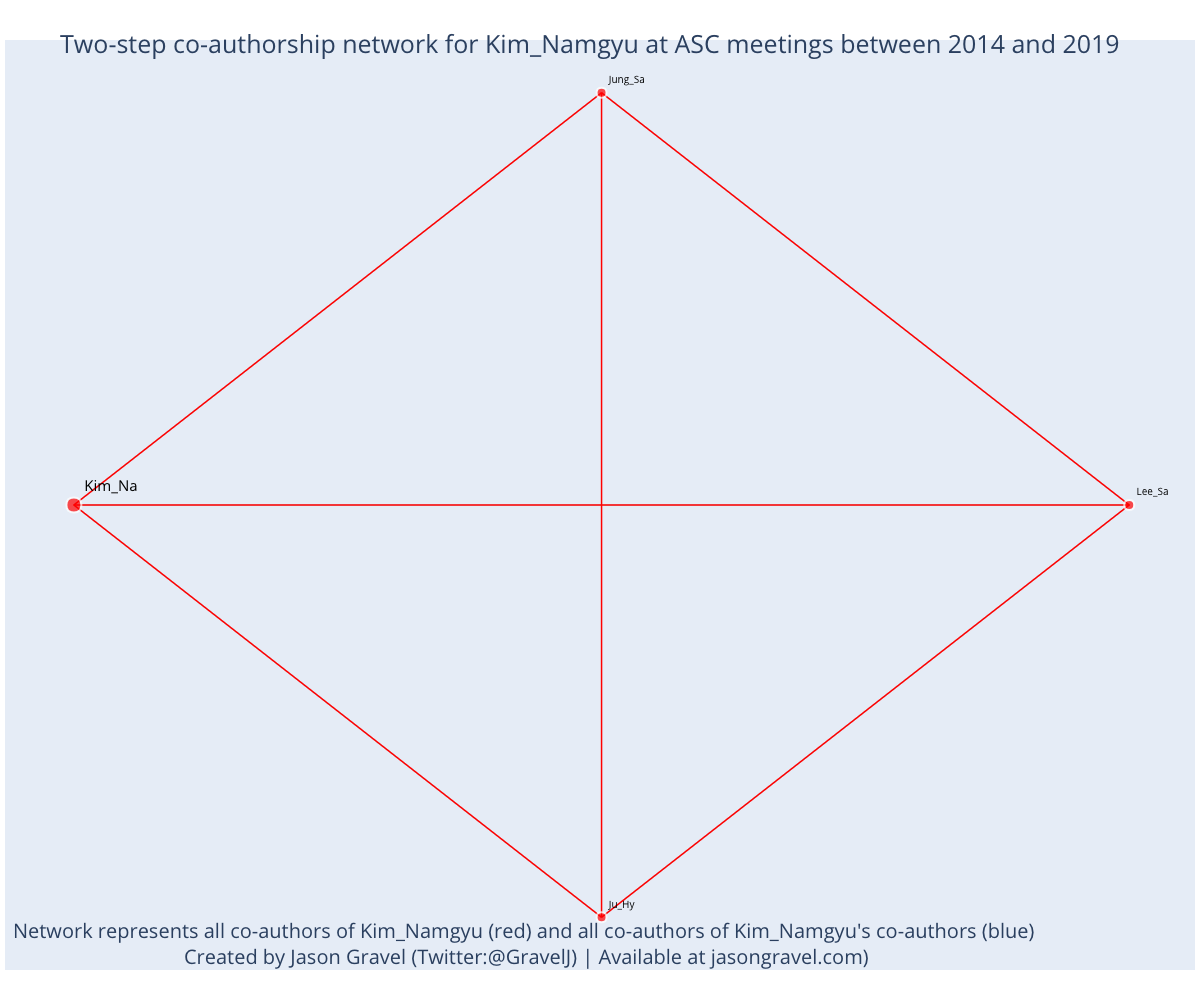 Two-step co-authorship network for Kim_Namgyu at ASC meetings between 2014 and 2019
Jung_Sa
Kim_Na
Lee_Sa
Ju_Hy
Network represents all co-authors of Kim_Namgyu (red) and all co-authors of Kim_Namgyu's co-authors (blue)
Created by Jason Gravel (Twitter:@GravelJ) | Available at jasongravel.com)